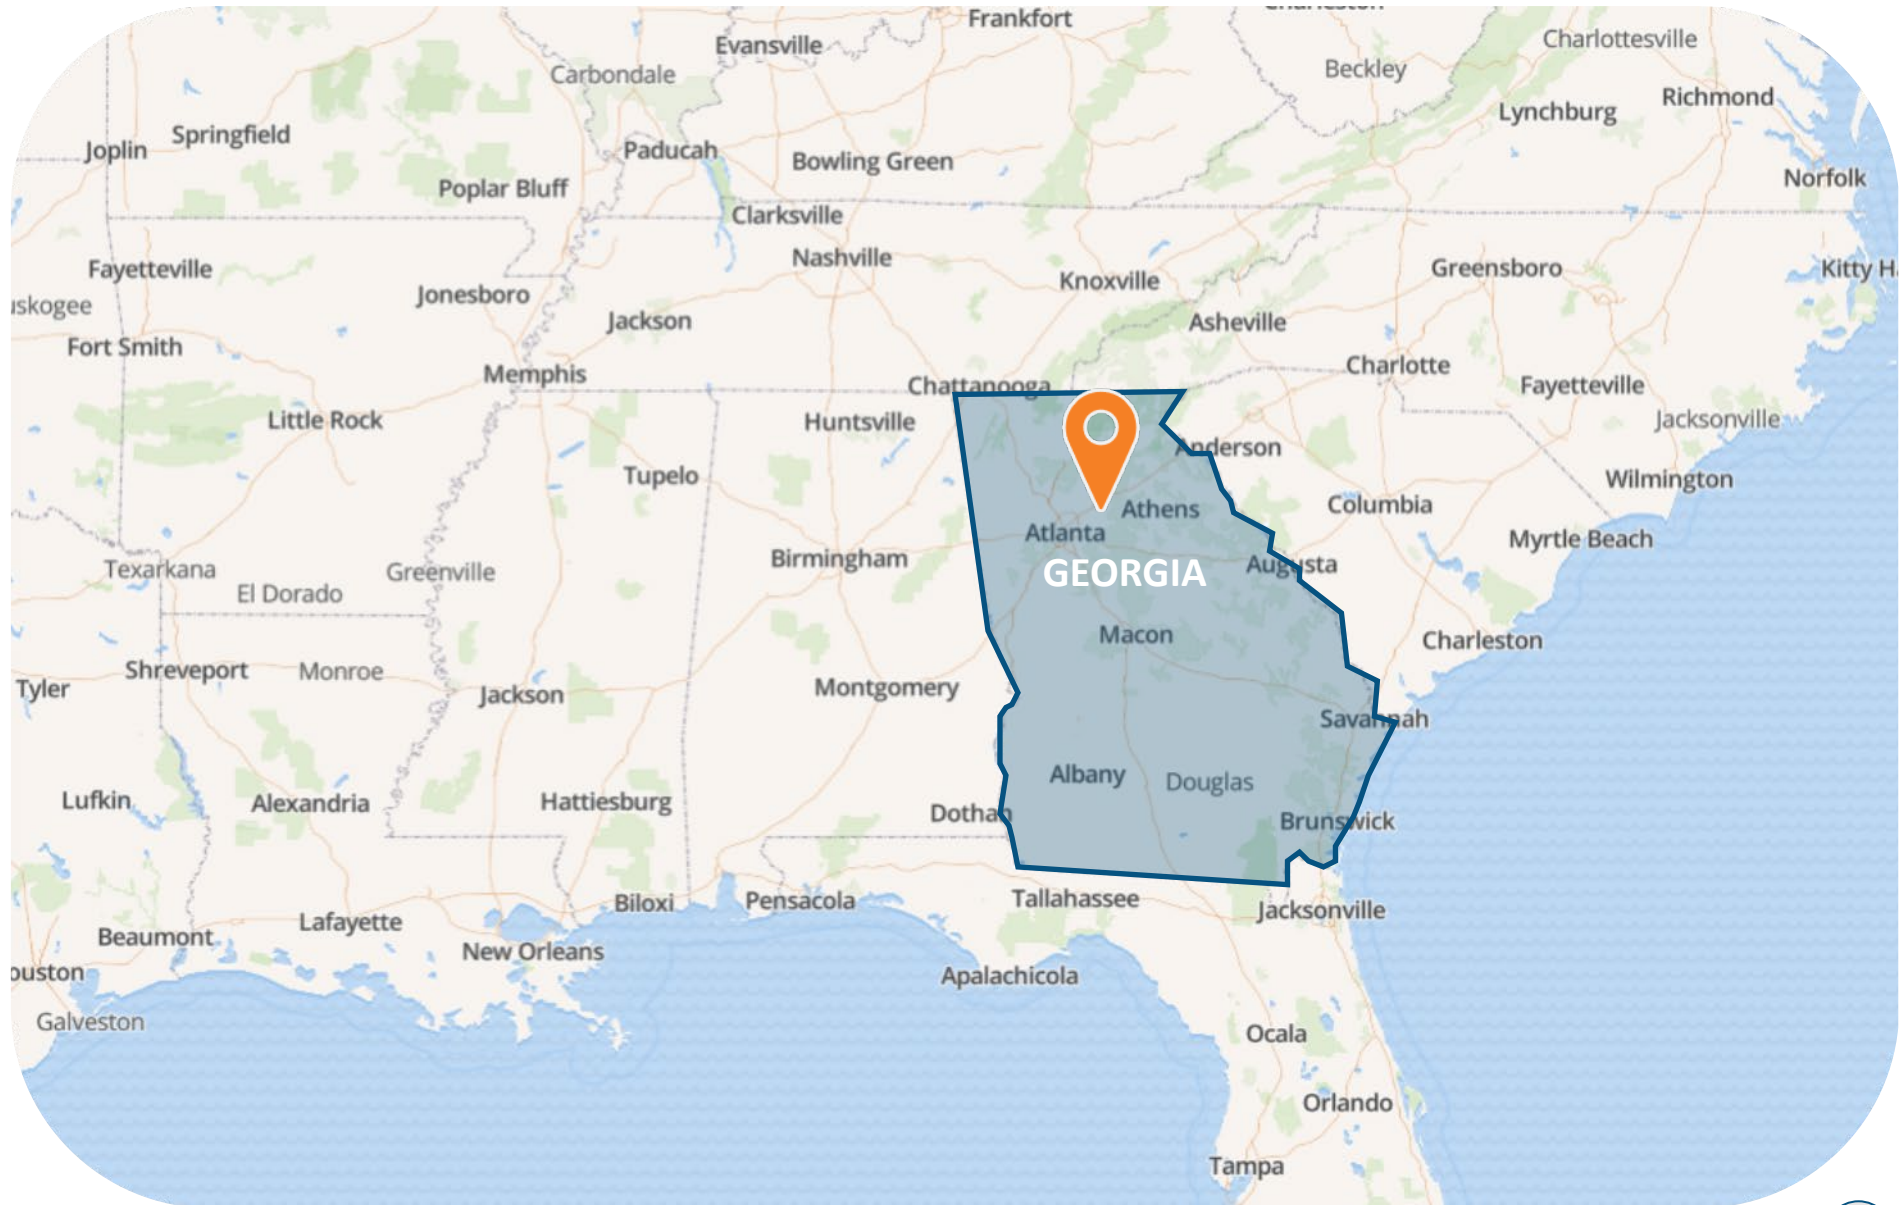 Frankfort
Evansville
Charlottesville
Carbondale
Beckley
Richmond
Lynchburg
Springfield
Joplin
Paducah
Bowling Green
Norfolk
Poplar Bluff
Clarksville
Nashville
Fayetteville
Greensboro
Kitty H
Knoxville
Jonesboro
uskogee
Jackson
Asheville
Fort Smith
Charlotte
Memphis
Chattanooga
Fayetteville
Little Rock
Huntsville
Jacksonville
Anderson
Tupelo
Wilmington
Columbia
Athens
Atlanta
Myrtle Beach
Birmingham
Augusta
Texarkana
Greenville
GEORGIA
El Dorado
Macon
Charleston
Shreveport
Monroe
Tyler
Jackson
Montgomery
Savannah
Albany
Douglas
Lufkin
Alexandria
Hattiesburg
Dothan
Brunswick
Biloxi
Pensacola
Tallahassee
Jacksonville
Lafayette
Beaumont
New Orleans
ouston
Apalachicola
Galveston
Ocala
Orlando
Tampa